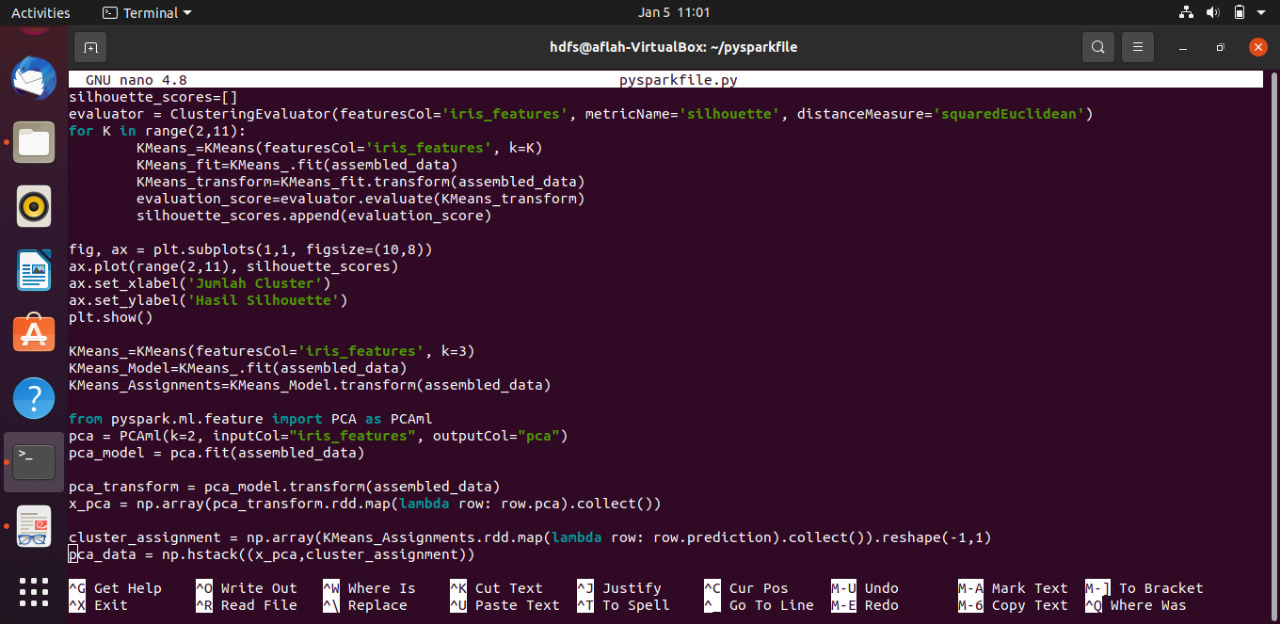 Activities Terminal Jan 5 11:01
hdfs@aflah-VirtualBox: ~/pysparkfile
GNU nano 4.8 pysparkfile.py
silhouette_scores=[]
evaluator = ClusteringEvaluator(featuresCol='iris_features', metricName='silhouette', distanceMeasure='squaredEuclidean')
for K in range(2,11):
        KMeans_=KMeans(featuresCol='iris_features', k=K)
        KMeans_fit=KMeans_.fit(assembled_data)
        KMeans_transform=KMeans_fit.transform(assembled_data)
        evaluation_score=evaluator.evaluate(KMeans_transform)
        silhouette_scores.append(evaluation_score)
fig, ax = plt.subplots(1,1, figsize=(10,8))
ax.plot(range(2,11), silhouette_scores)
ax.set_xlabel('Jumlah Cluster')
ax.set_ylabel('Hasil Silhouette')
plt.show()
KMeans_=KMeans(featuresCol='iris_features', k=3)
KMeans_Model=KMeans_.fit(assembled_data)
KMeans_Assignments=KMeans_Model.transform(assembled_data)
from pyspark.ml.feature import PCA as PCAml
pca = PCAml(k=2, inputCol="iris_features", outputCol="pca")
pca_model = pca.fit(assembled_data)
pca_transform = pca_model.transform(assembled_data)
x_pca = np.array(pca_transform.rdd.map(lambda row: row.pca).collect())
cluster_assignment = np.array(KMeans_Assignments.rdd.map(lambda row: row.prediction).collect()).reshape(-1,1)
pca_data = np.hstack((x_pca,cluster_assignment))
^G Get Help ^O Write Out ^W Where Is ^K Cut Text ^J Justify ^C Cur Pos M-U Undo M-A Mark Text M-] To Bracket
^X Exit ^R Read File ^\ Replace ^U Paste Text ^T To Spell ^_ Go To Line M-E Redo M-6 Copy Text ^Q Where Was